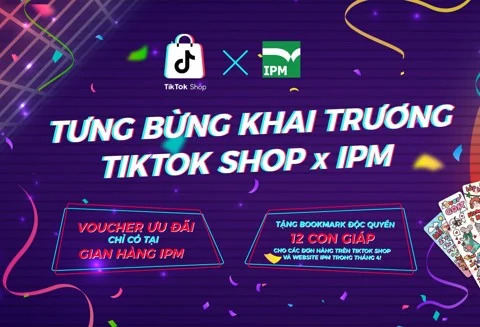 TikTok Shop
IPM
TƯNG BỪNG KHAI TRƯƠNG
TIKTOK SHOP x IPM
VOUCHER ƯU ĐÃI
CHỈ CÓ TẠI
GIAN HÀNG IPM
TẶNG BOOKMARK ĐỘC QUYỀN
12 CON GIÁP
CHO CÁC ĐƠN HÀNG TRÊN TIKTOK SHOP
VÀ WEBSITE IPM TRONG THÁNG 4!